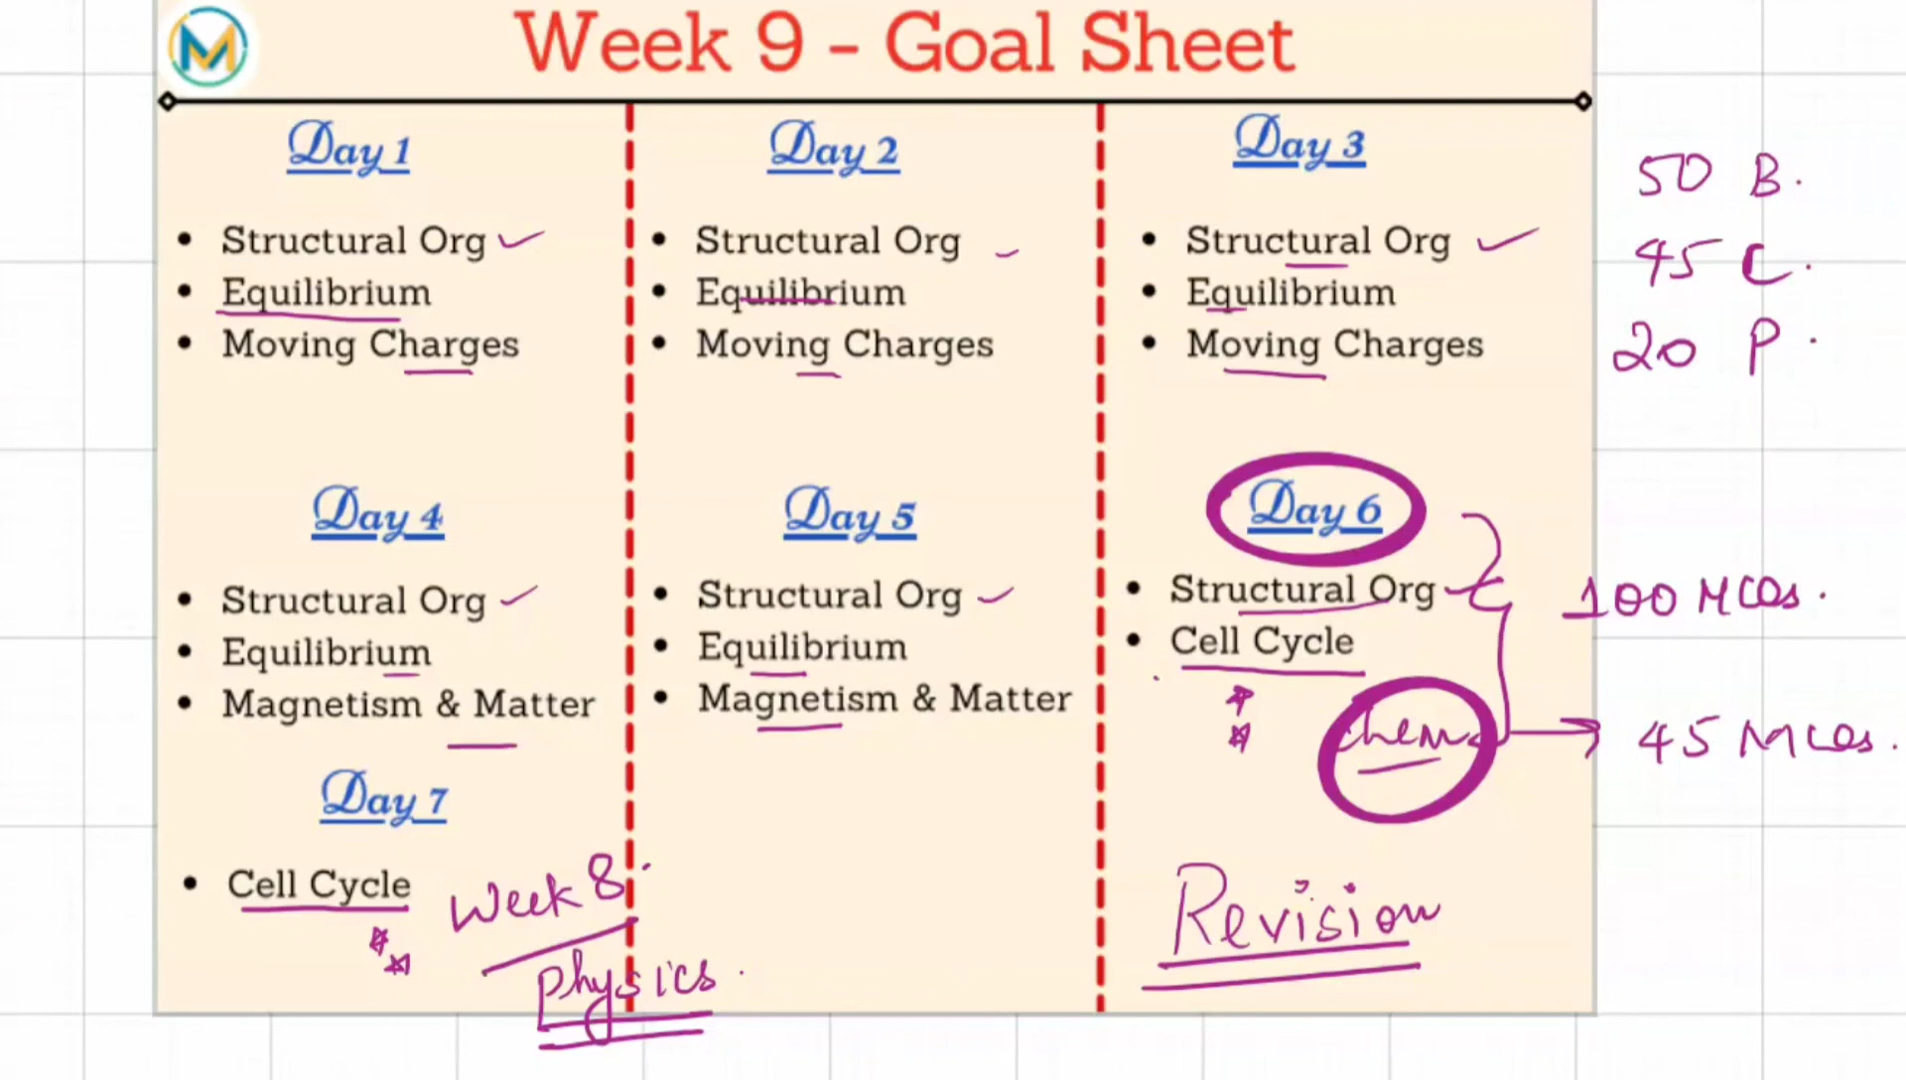 Week 9 - Goal Sheet
Day 1
• Structural Org
• Equilibrium
• Moving Charges
Day 2
• Structural Org
• Equilibrium
• Moving Charges
Day 3
• Structural Org
• Equilibrium
• Moving Charges
50 B.
45 C.
20 P.
Day 4
• Structural Org
• Equilibrium
• Magnetism & Matter
Day 5
• Structural Org
• Equilibrium
• Magnetism & Matter
Day 6
• Structural Org
• Cell Cycle
Chem
100 MCQs.
45 MCQs.
Day 7
• Cell Cycle
Week 8.
Physics.
Revision